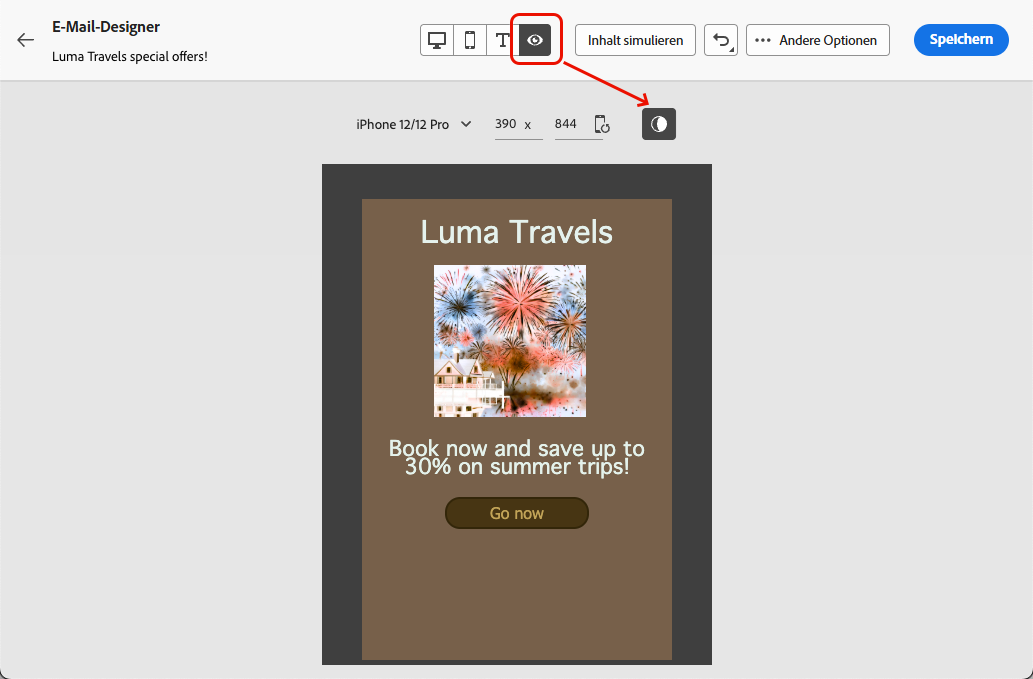 E-Mail-Designer
Luma Travels special offers!
T
Inhalt simulieren
Andere Optionen
Speichern
iPhone 12/12 Pro
390 x 844
Luma Travels
Book now and save up to
30% on summer trips!
Go now